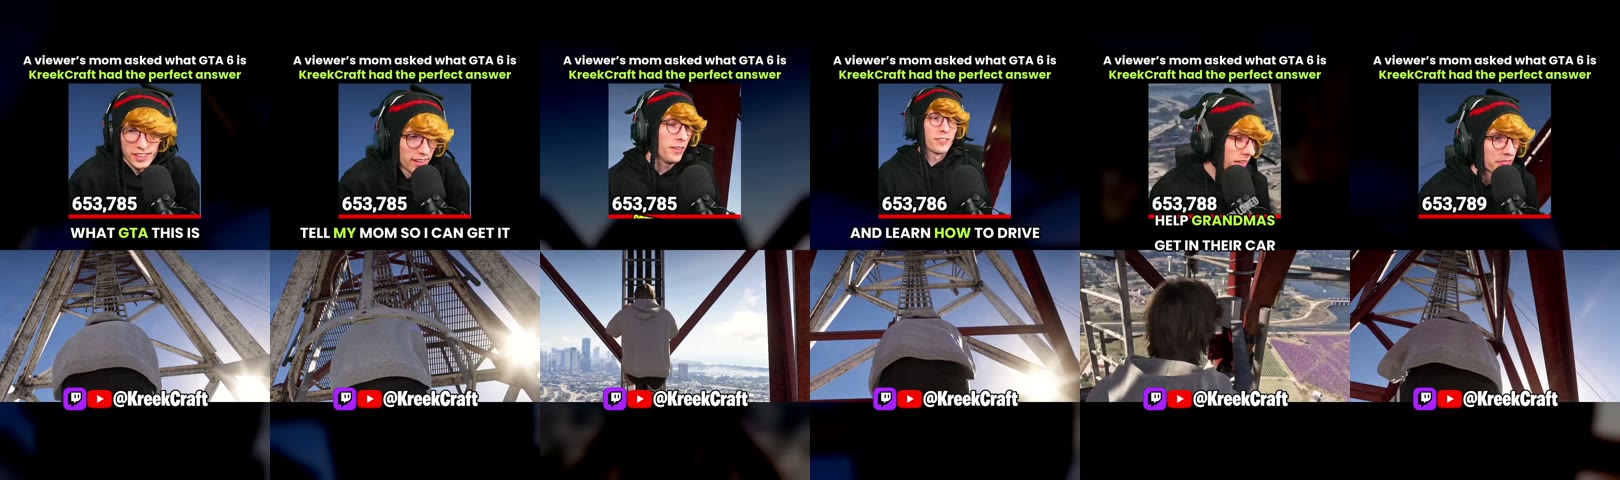 A viewer's mom asked what GTA 6 is
KreekCraft had the perfect answer
653,785
WHAT GTA THIS IS
@KreekCraft
A viewer's mom asked what GTA 6 is
KreekCraft had the perfect answer
653,785
TELL MY MOM SO I CAN GET IT
@KreekCraft
A viewer's mom asked what GTA 6 is
KreekCraft had the perfect answer
653,785
@KreekCraft
A viewer's mom asked what GTA 6 is
KreekCraft had the perfect answer
653,786
AND LEARN HOW TO DRIVE
@KreekCraft
A viewer's mom asked what GTA 6 is
KreekCraft had the perfect answer
653,788
HELP GRANDMAS
GET IN THEIR CAR
@KreekCraft
A viewer's mom asked what GTA 6 is
KreekCraft had the perfect answer
653,789
@KreekCraft